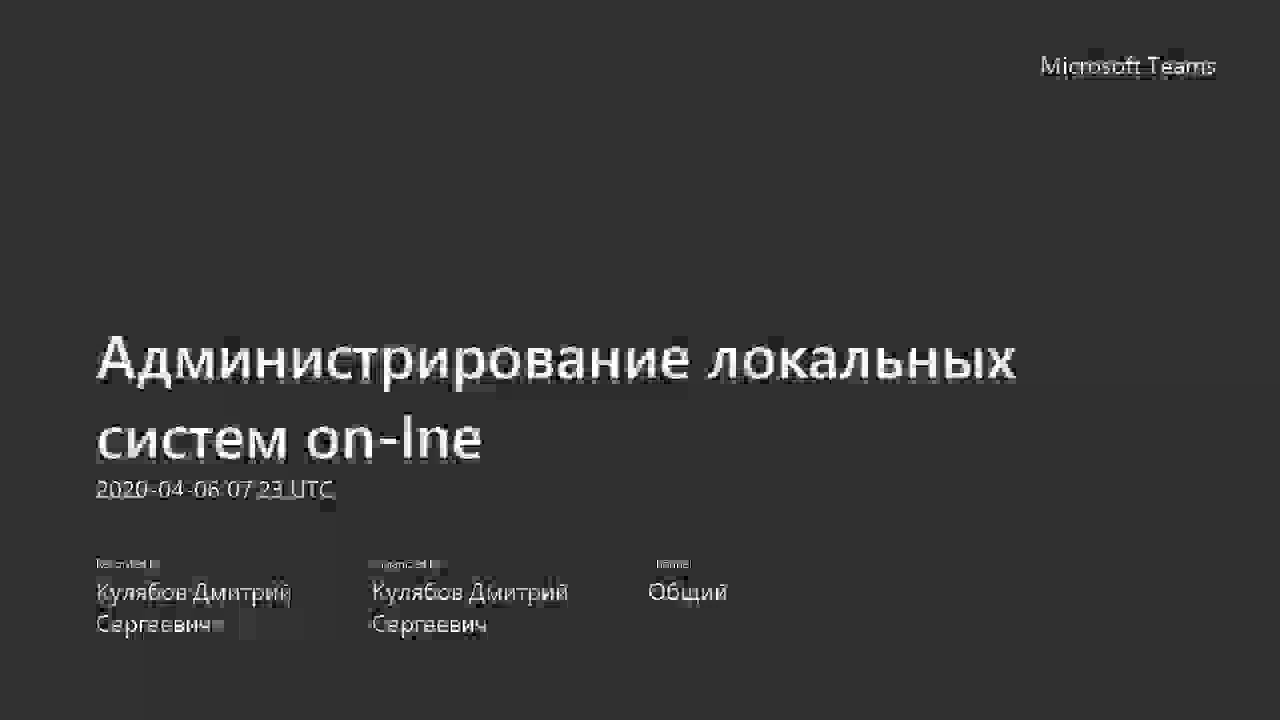 Microsoft Teams
Администрирование локальных
систем on-lne
2020-04-06 07:23 UTC
Кулябов Дмитрий
Сергеевич
Кулябов Дмитрий
Сергеевич
Общий